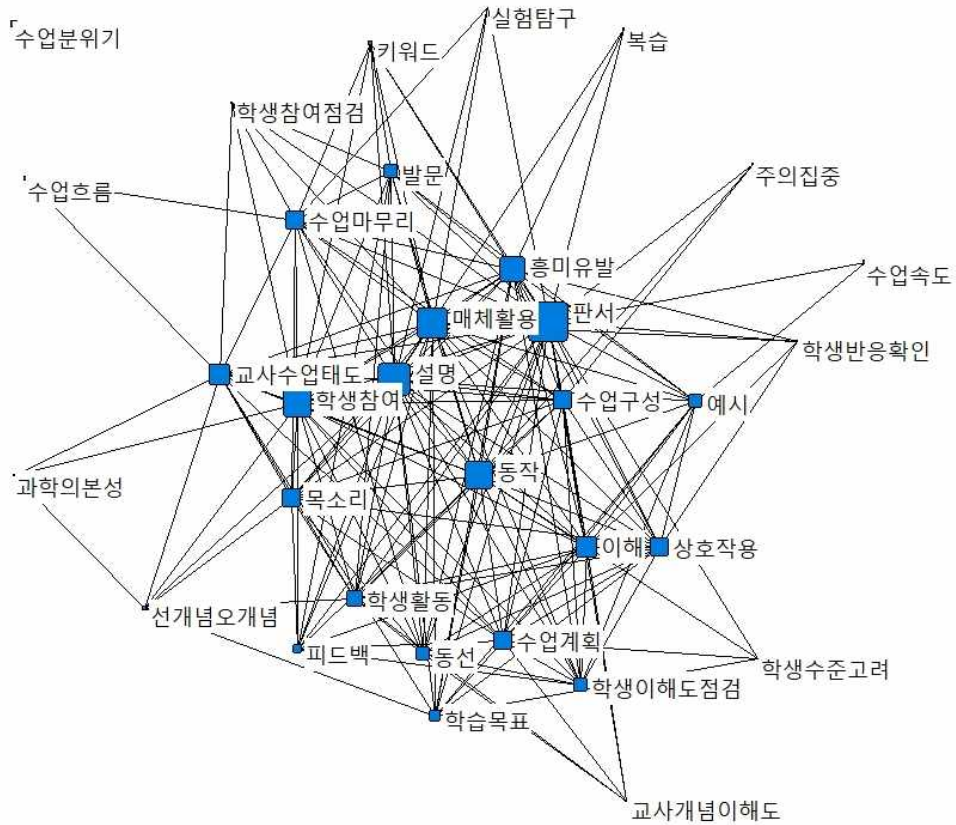 실험탐구
수업분위기
복습
키워드
학생참여점검
발문
주의집중
수업흐름
수업마무리
흥미유발
수업속도
매체활용
판서
학생반응확인
교사수업태도
설명
학생참여
수업구성
예시
동작
과학의본성
목소리
이해
상호작용
학생활동
선개념오개념
수업계획
피드백
동선
학생수준고려
학생이해도점검
학습목표
교사개념이해도